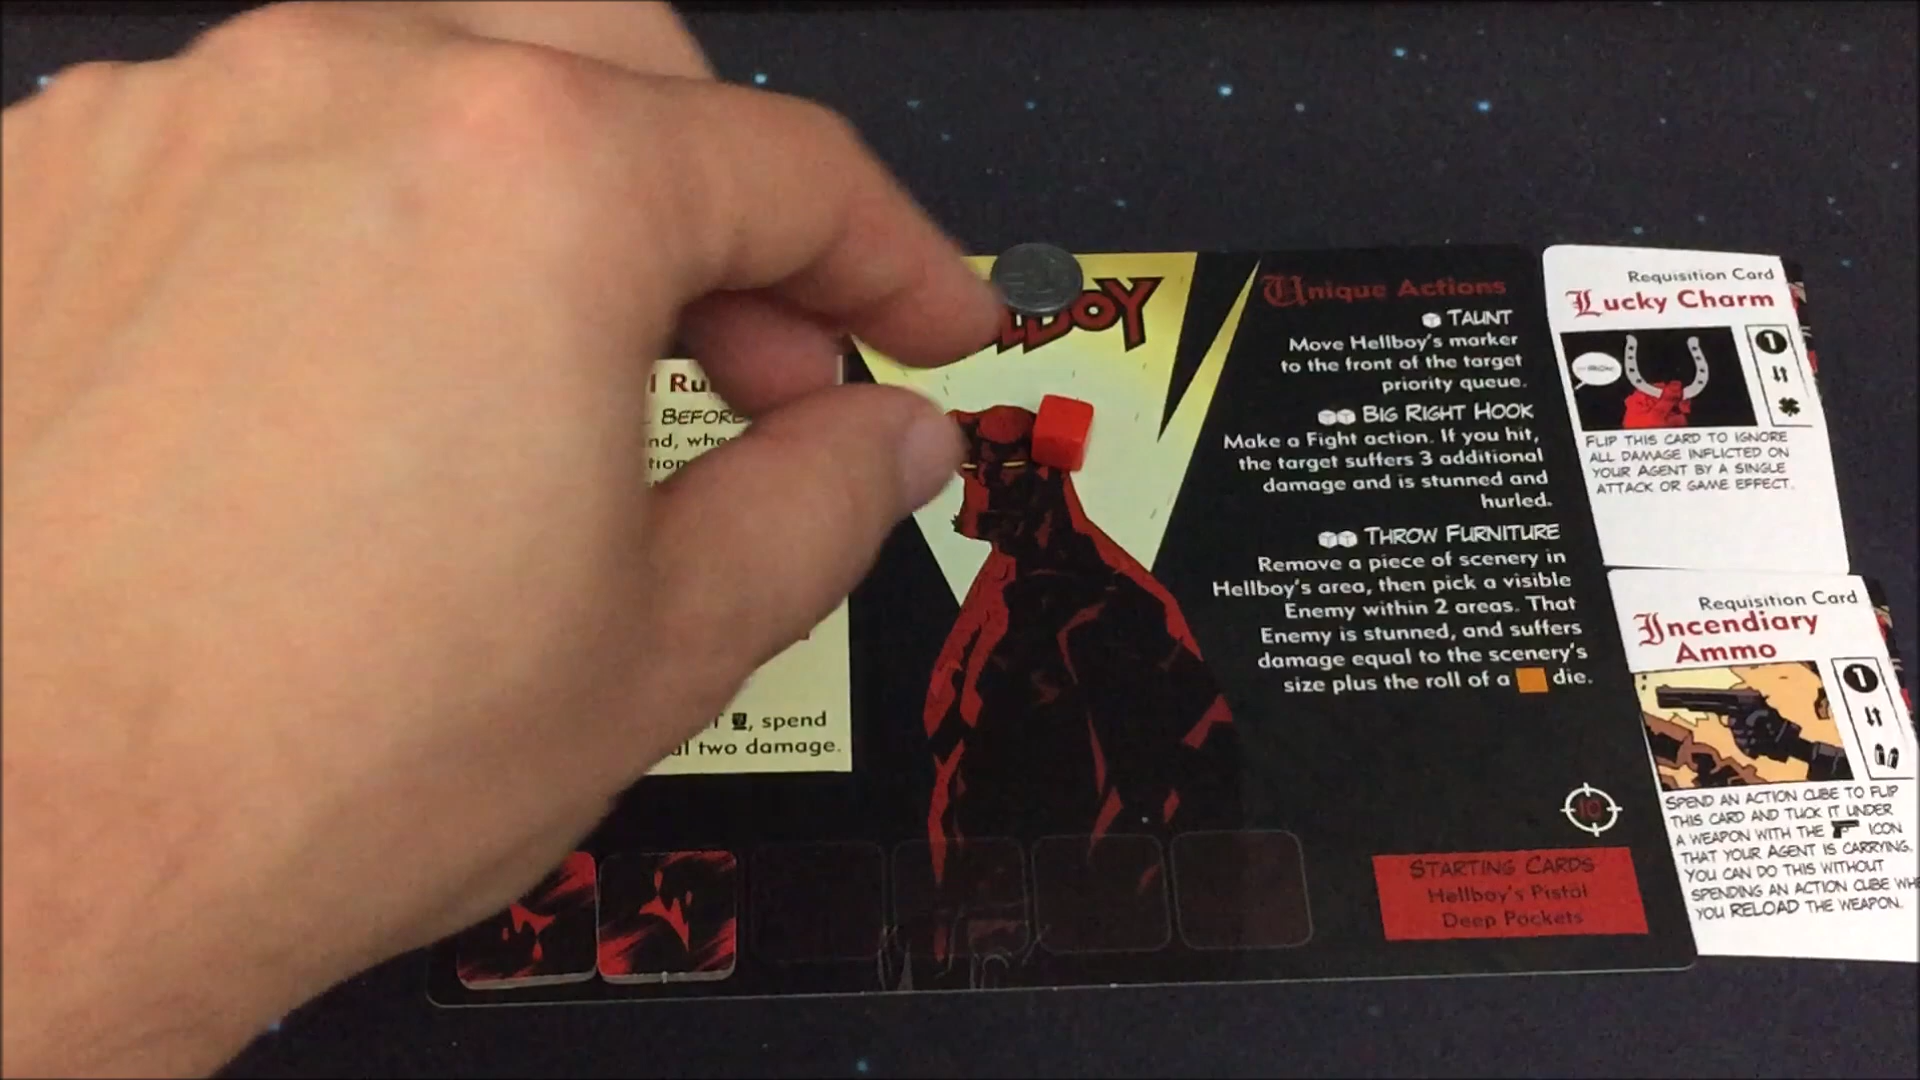 BEFORE
spend
two damage.
Unique Actions
TAUNT
Move Hellboy's marker
to the front of the target
priority queue.
BIG RIGHT HOOK
Make a Fight action. If you hit,
the target suffers 3 additional
damage and is stunned and
hurled.
THROW FURNITURE
Remove a piece of scenery in
Hellboy's area, then pick a visible
Enemy within 2 areas. That
Enemy is stunned, and suffers
damage equal to the scenery's
size plus the roll of a die.
10
STARTING CARDS
Hellboy's Pistol
Deep Pockets
Requisition Card
Lucky Charm
1
FLIP THIS CARD TO IGNORE
ALL DAMAGE INFLICTED ON
YOUR AGENT BY A SINGLE
ATTACK OR GAME EFFECT.
Requisition Card
Incendiary
Ammo
1
SPEND AN ACTION CUBE TO FLIP
THIS CARD AND TUCK IT UNDER
A WEAPON WITH THE ICON
THAT YOUR AGENT IS CARRYING.
YOU CAN DO THIS WITHOUT
SPENDING AN ACTION CUBE
YOU RELOAD THE WEAPON.